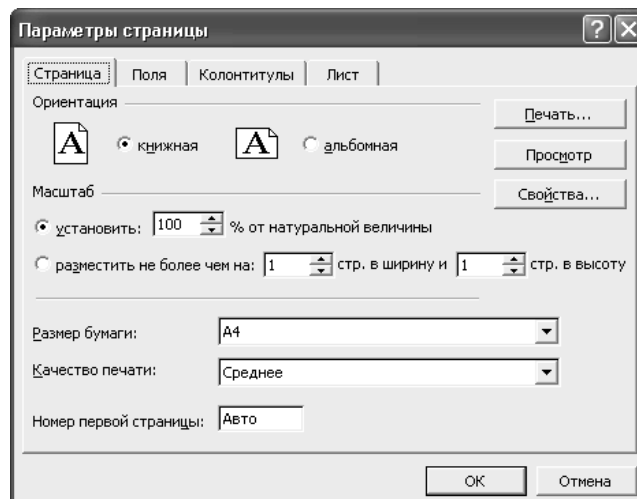 Параметры страницы
Страница Поля Колонтитулы Лист
Ориентация
A книжная A альбомная
Печать...
Просмотр
Свойства...
Масштаб
установить: 100 % от натуральной величины
разместить не более чем на: 1 стр. в ширину и 1 стр. в высоту
Размер бумаги: A4
Качество печати: Среднее
Номер первой страницы: Авто
ОК Отмена